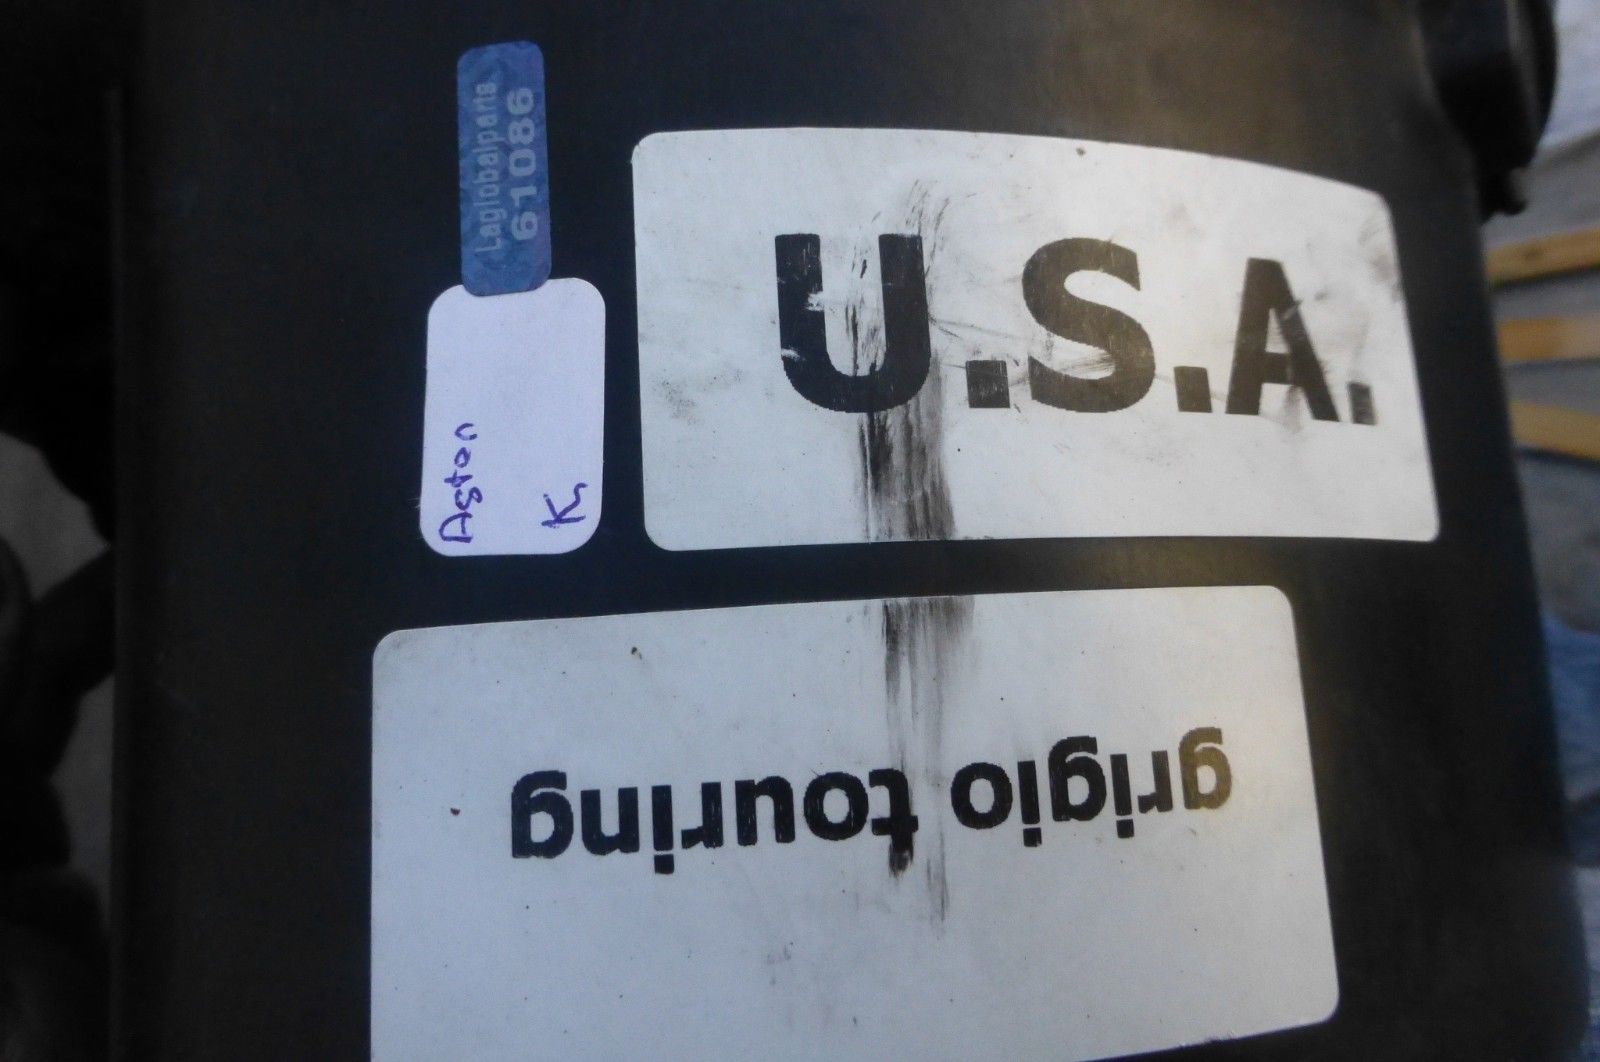 Laglobalparts
61086
Aston
K
U.S.A.
grigio touring